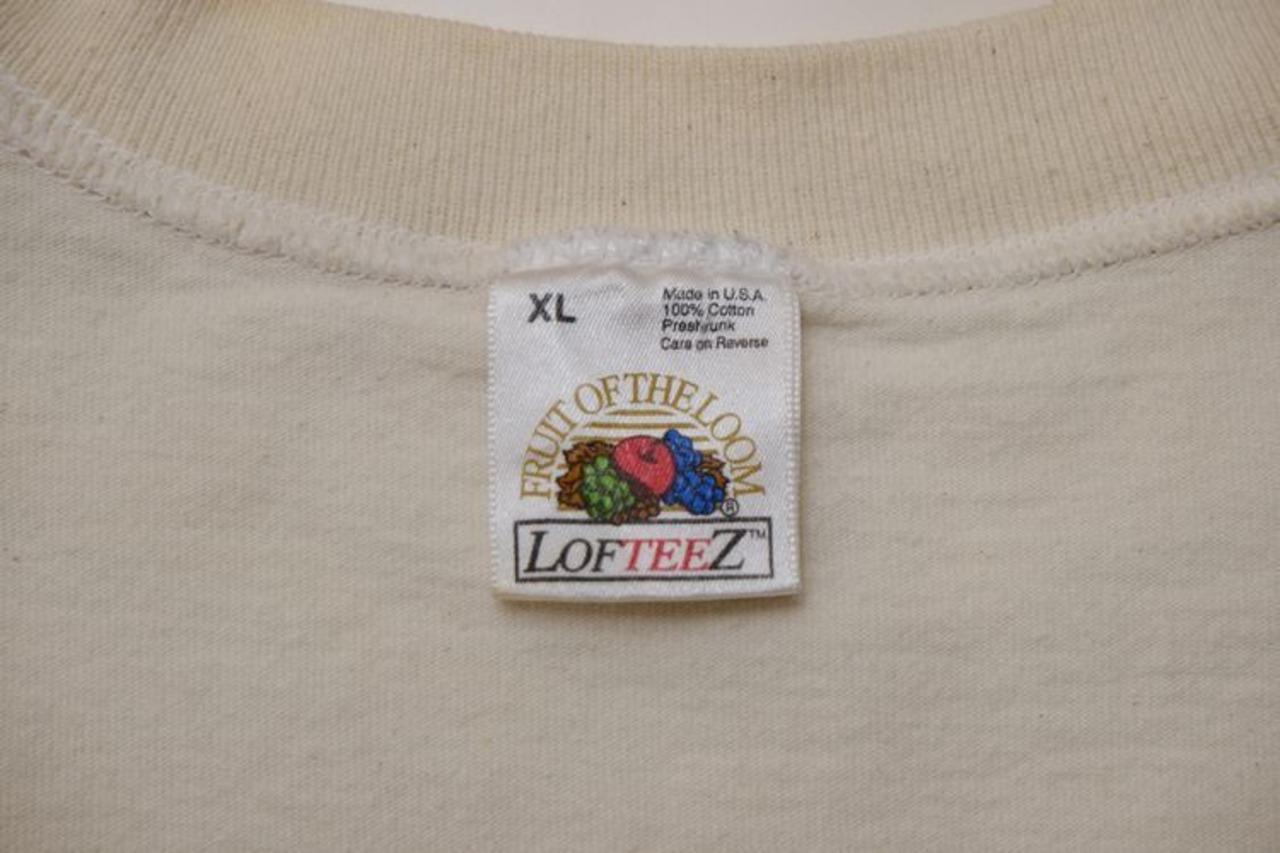 XL
Made in U.S.A.
100% Cotton
Preshrunk
Care on Reverse
FRUIT OF THE LOOM
®
LOFTEEZ™